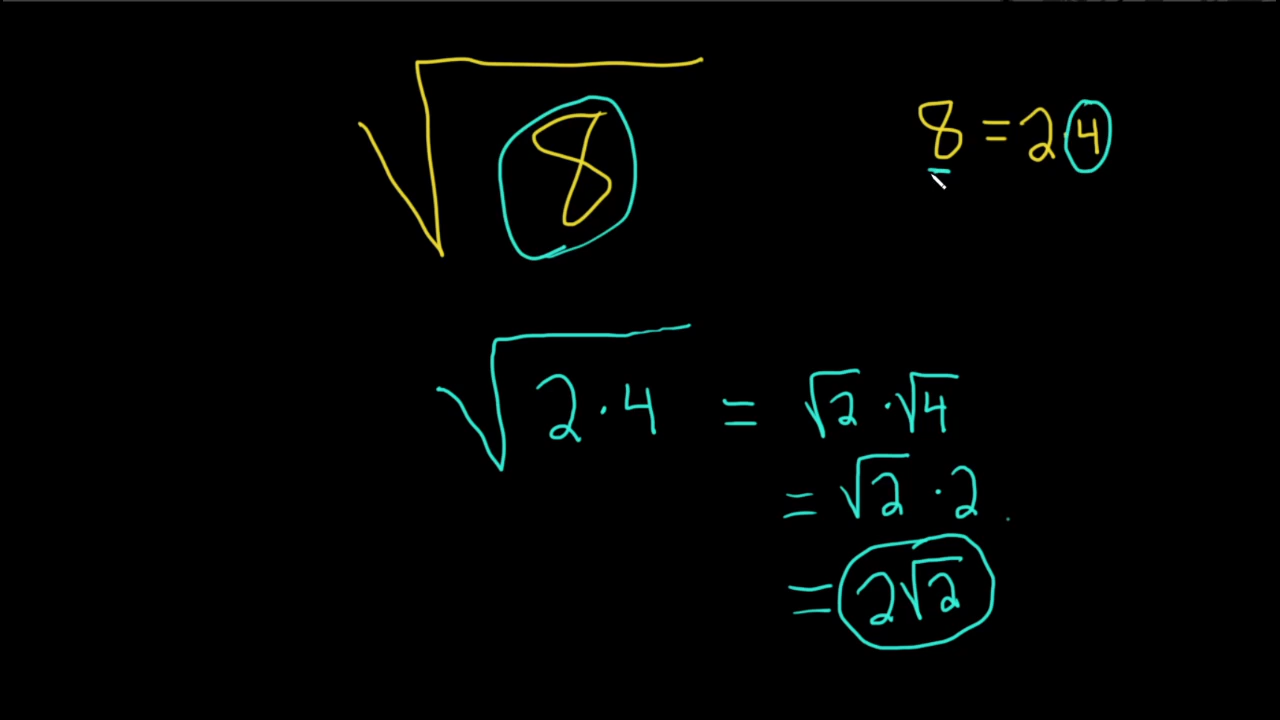 √8
8 = 2·4
√2·4 = √2·√4
= √2·2
= 2√2